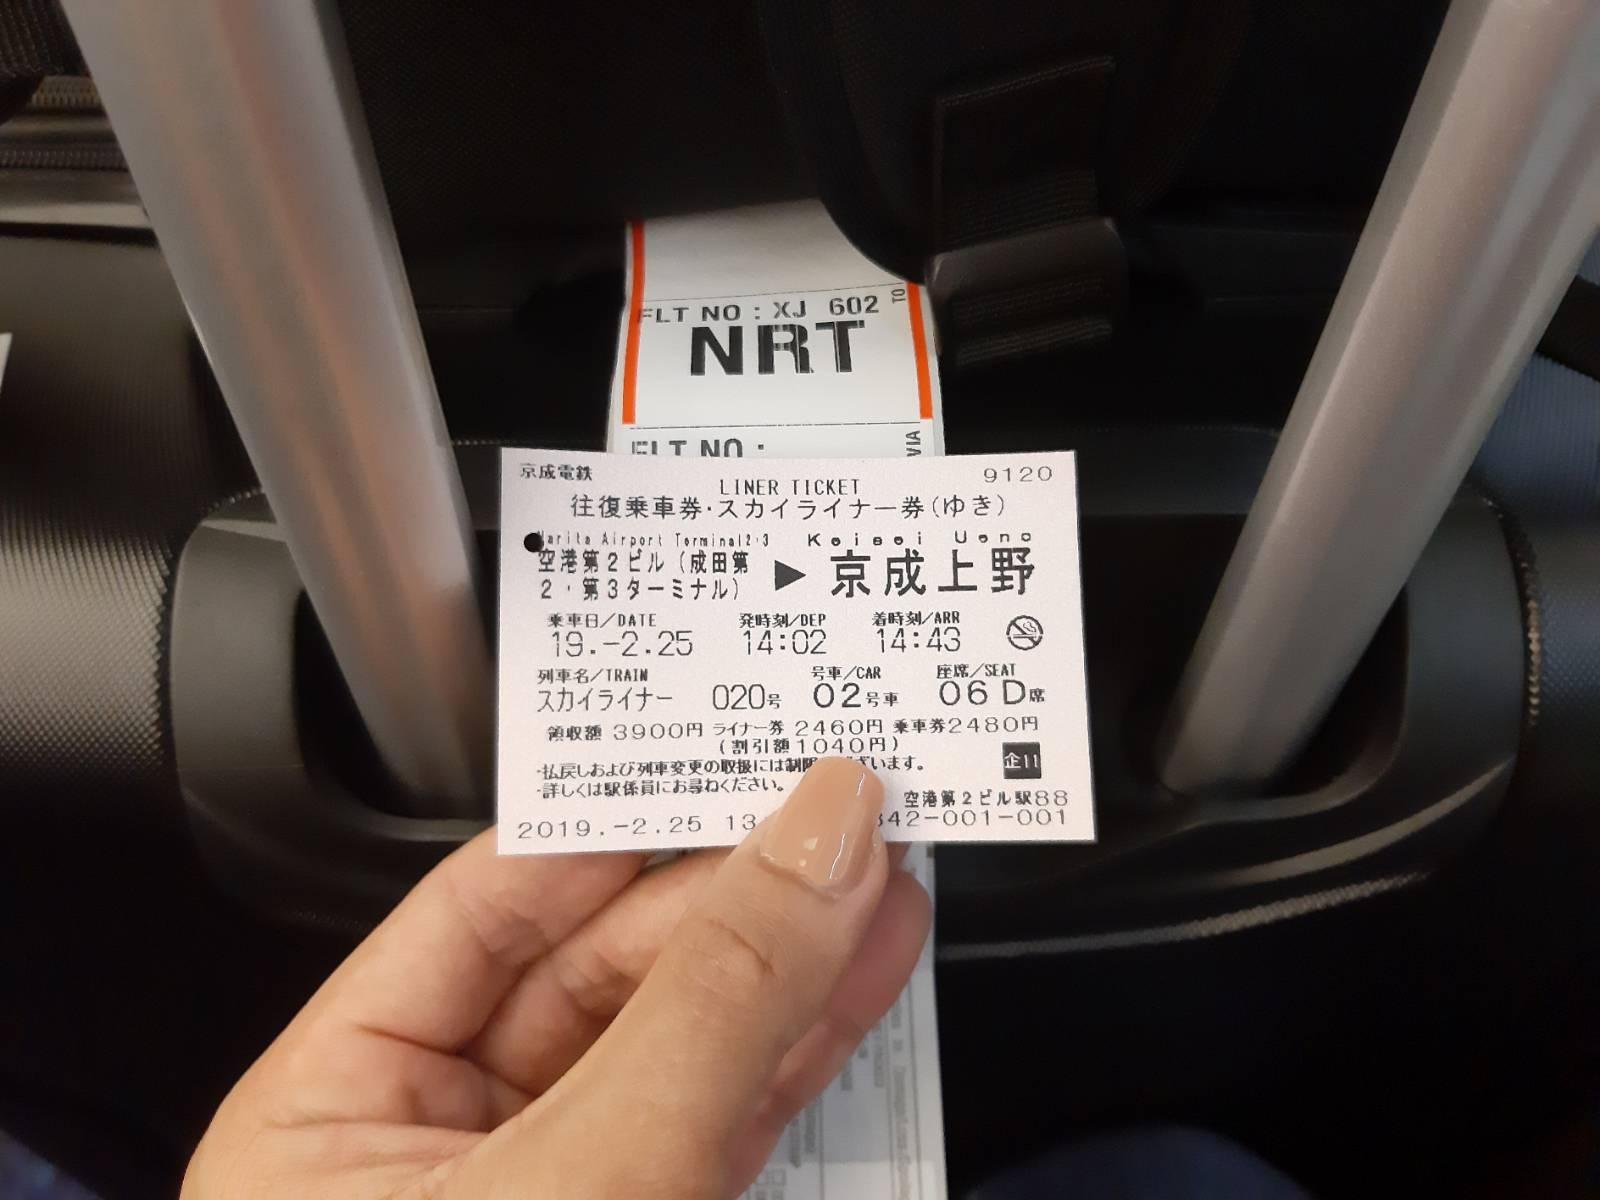 FLT NO : XJ 602
TO
NRT
FLT NO :
VIA
京成電鉄
9120
LINER TICKET
往復乗車券・スカイライナー券(ゆき)
Narita Airport Terminal2・3 Keisei Ueno
空港第2ビル(成田第
2・第3ターミナル)
▶ 京成上野
乗車日/DATE 発時刻/DEP 着時刻/ARR
19.-2.25 14:02 14:43
列車名/TRAIN 号車/CAR 座席/SEAT
スカイライナー 020号 02号車 06D席
領収額 3900円 ライナー券 2460円 乗車券2480円
(割引額1040円)
・払戻しおよび列車変更の取扱には制限 ざいます。
企11
・詳しくは駅係員にお尋ねください。
空港第2ビル駅88
2019.-2.25 13 342-001-001